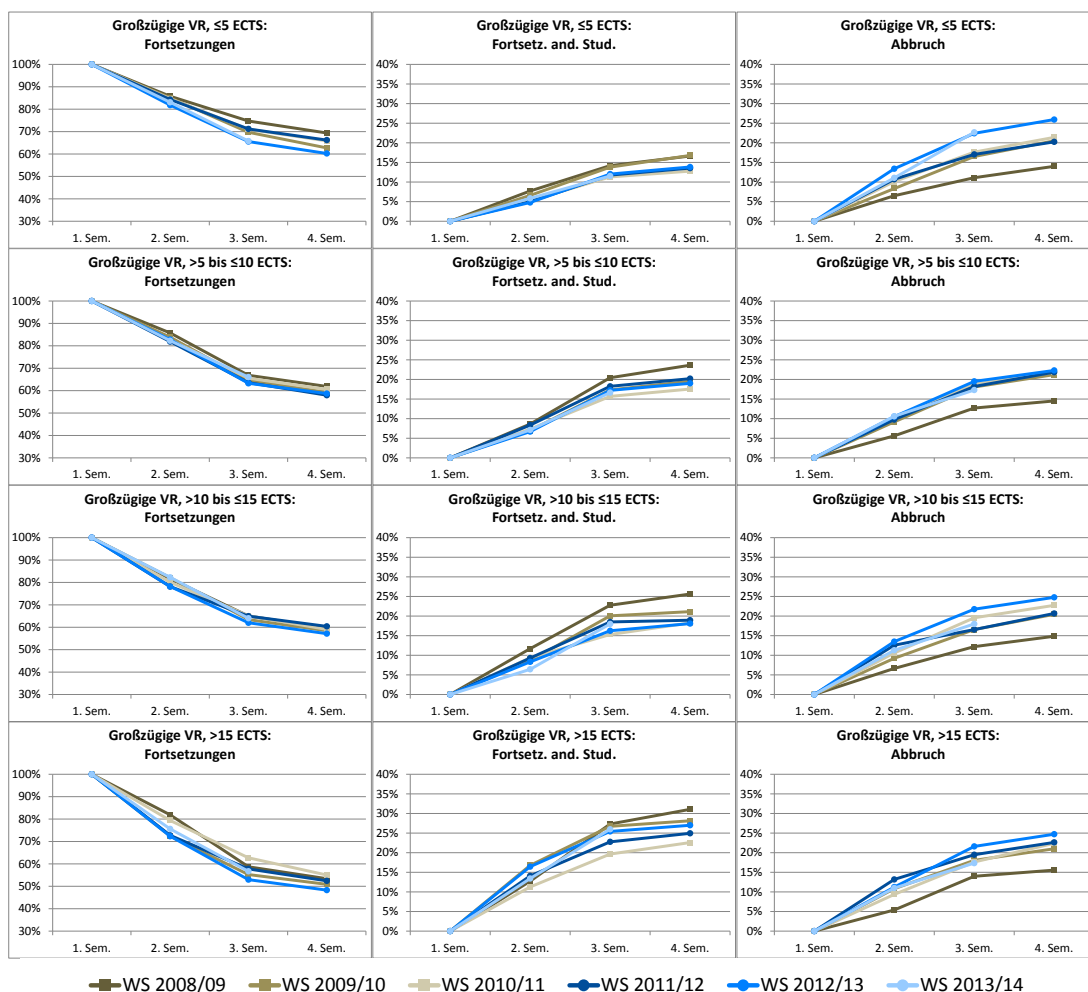 Großzügige VR, ≤5 ECTS:
Fortsetzungen
100%
90%
80%
70%
60%
50%
40%
30%
1. Sem. 2. Sem. 3. Sem. 4. Sem.
Großzügige VR, ≤5 ECTS:
Fortsetz. and. Stud.
40%
35%
30%
25%
20%
15%
10%
5%
0%
1. Sem. 2. Sem. 3. Sem. 4. Sem.
Großzügige VR, ≤5 ECTS:
Abbruch
40%
35%
30%
25%
20%
15%
10%
5%
0%
1. Sem. 2. Sem. 3. Sem. 4. Sem.
Großzügige VR, >5 bis ≤10 ECTS:
Fortsetzungen
100%
90%
80%
70%
60%
50%
40%
30%
1. Sem. 2. Sem. 3. Sem. 4. Sem.
Großzügige VR, >5 bis ≤10 ECTS:
Fortsetz. and. Stud.
40%
35%
30%
25%
20%
15%
10%
5%
0%
1. Sem. 2. Sem. 3. Sem. 4. Sem.
Großzügige VR, >5 bis ≤10 ECTS:
Abbruch
40%
35%
30%
25%
20%
15%
10%
5%
0%
1. Sem. 2. Sem. 3. Sem. 4. Sem.
Großzügige VR, >10 bis ≤15 ECTS:
Fortsetzungen
100%
90%
80%
70%
60%
50%
40%
30%
1. Sem. 2. Sem. 3. Sem. 4. Sem.
Großzügige VR, >10 bis ≤15 ECTS:
Fortsetz. and. Stud.
40%
35%
30%
25%
20%
15%
10%
5%
0%
1. Sem. 2. Sem. 3. Sem. 4. Sem.
Großzügige VR, >10 bis ≤15 ECTS:
Abbruch
40%
35%
30%
25%
20%
15%
10%
5%
0%
1. Sem. 2. Sem. 3. Sem. 4. Sem.
Großzügige VR, >15 ECTS:
Fortsetzungen
100%
90%
80%
70%
60%
50%
40%
30%
1. Sem. 2. Sem. 3. Sem. 4. Sem.
Großzügige VR, >15 ECTS:
Fortsetz. and. Stud.
40%
35%
30%
25%
20%
15%
10%
5%
0%
1. Sem. 2. Sem. 3. Sem. 4. Sem.
Großzügige VR, >15 ECTS:
Abbruch
40%
35%
30%
25%
20%
15%
10%
5%
0%
1. Sem. 2. Sem. 3. Sem. 4. Sem.
WS 2008/09 WS 2009/10 WS 2010/11 WS 2011/12 WS 2012/13 WS 2013/14